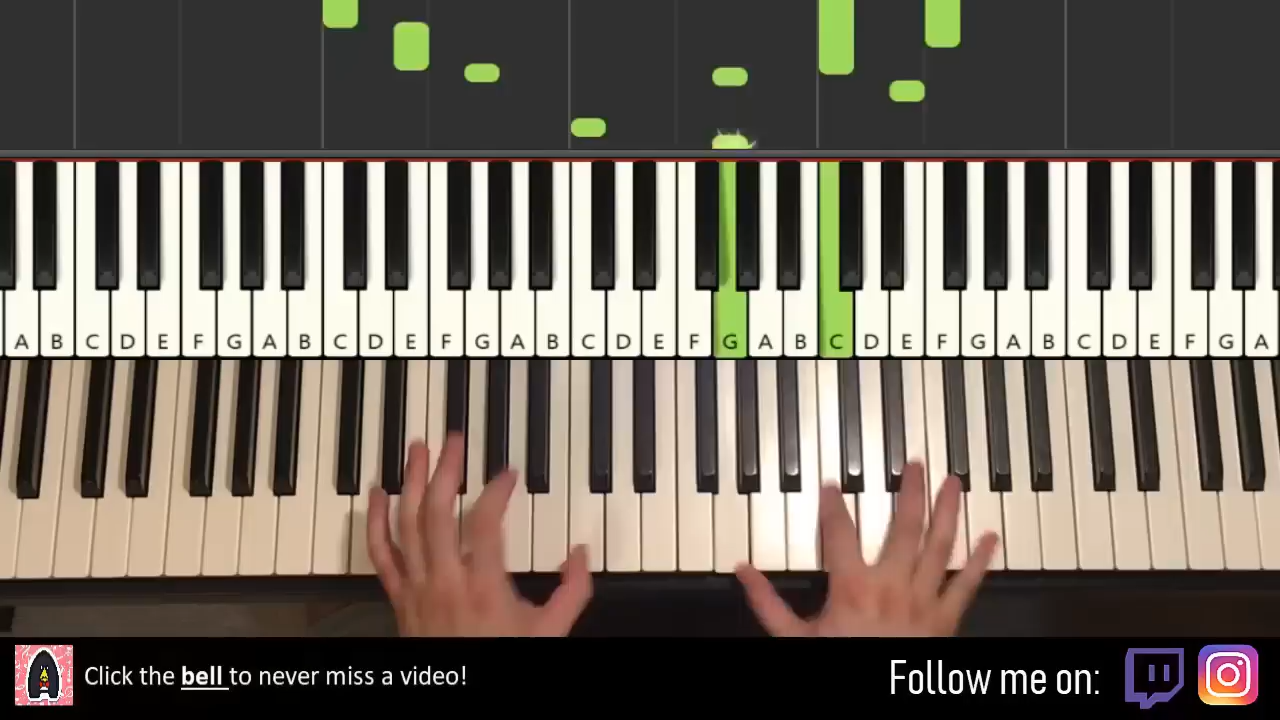 A B C D E F G A B C D E F G A B C D E F G A B C D E F G A B C D E F G A
Click the bell to never miss a video!
Follow me on: